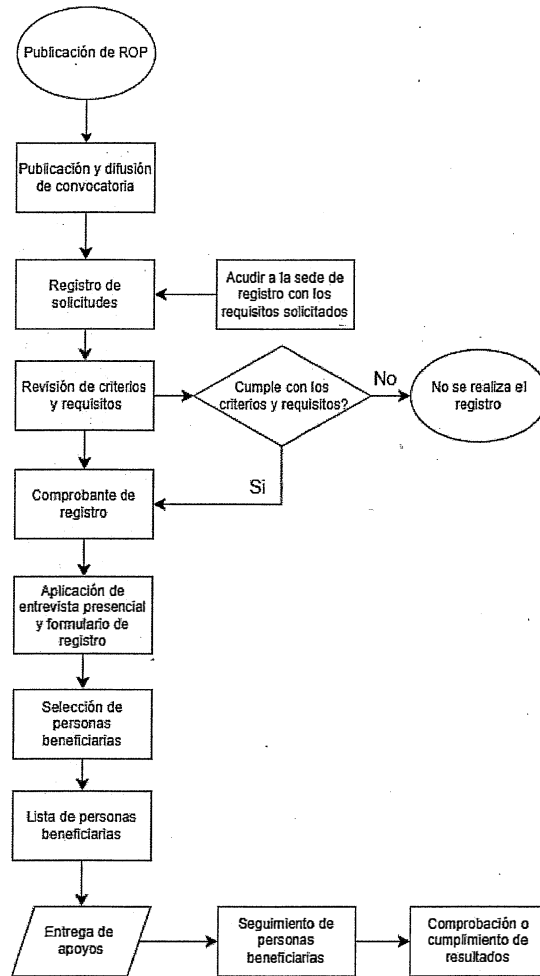 Publicación de ROP
Publicación y difusión
de convocatoria
Registro de
solicitudes
Acudir a la sede de
registro con los
requisitos solicitados
Revisión de criterios
y requisitos
Cumple con los
criterios y requisitos?
No
No se realiza el
registro
Si
Comprobante de
registro
Aplicación de
entrevista presencial
y formulario de
registro
Selección de
personas
beneficiarias
Lista de personas
beneficiarias
Entrega de
apoyos
Seguimiento de
personas
beneficiarias
Comprobación o
cumplimiento de
resultados